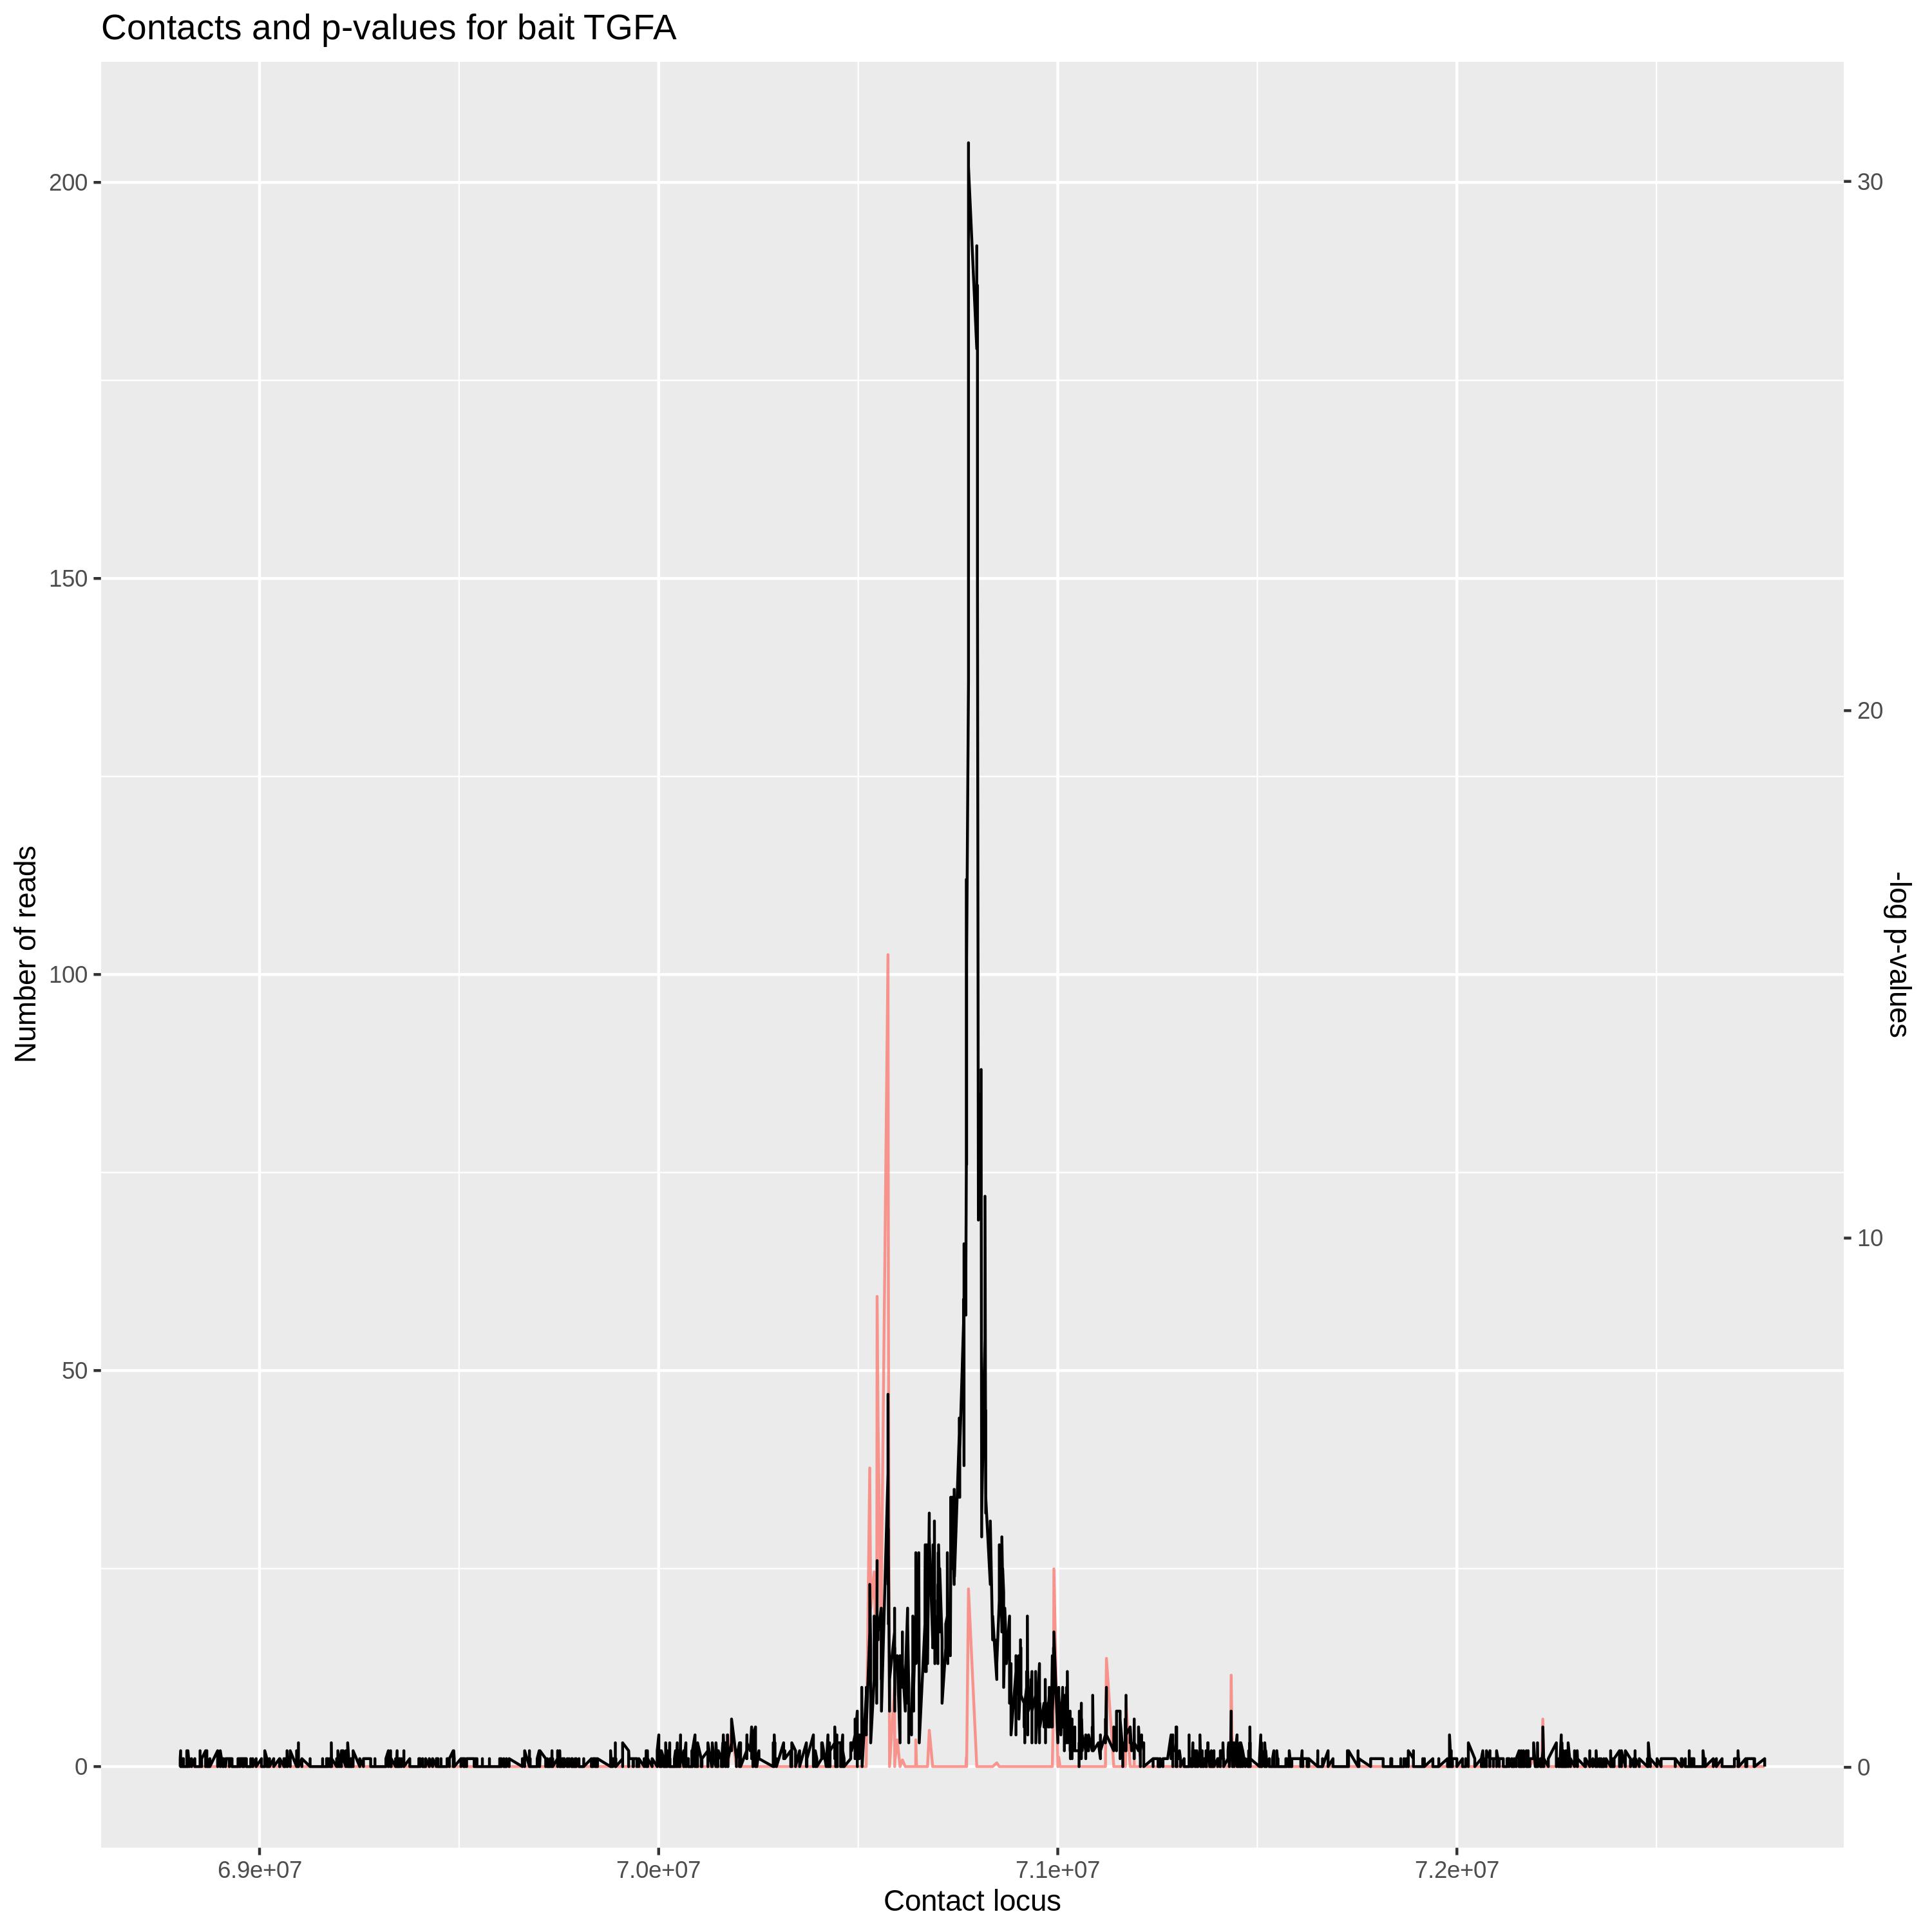 Contacts and p-values for bait TGFA
200
150
100
50
0
Number of reads
30
20
10
0
-log p-values
6.9e+07
7.0e+07
7.1e+07
7.2e+07
Contact locus